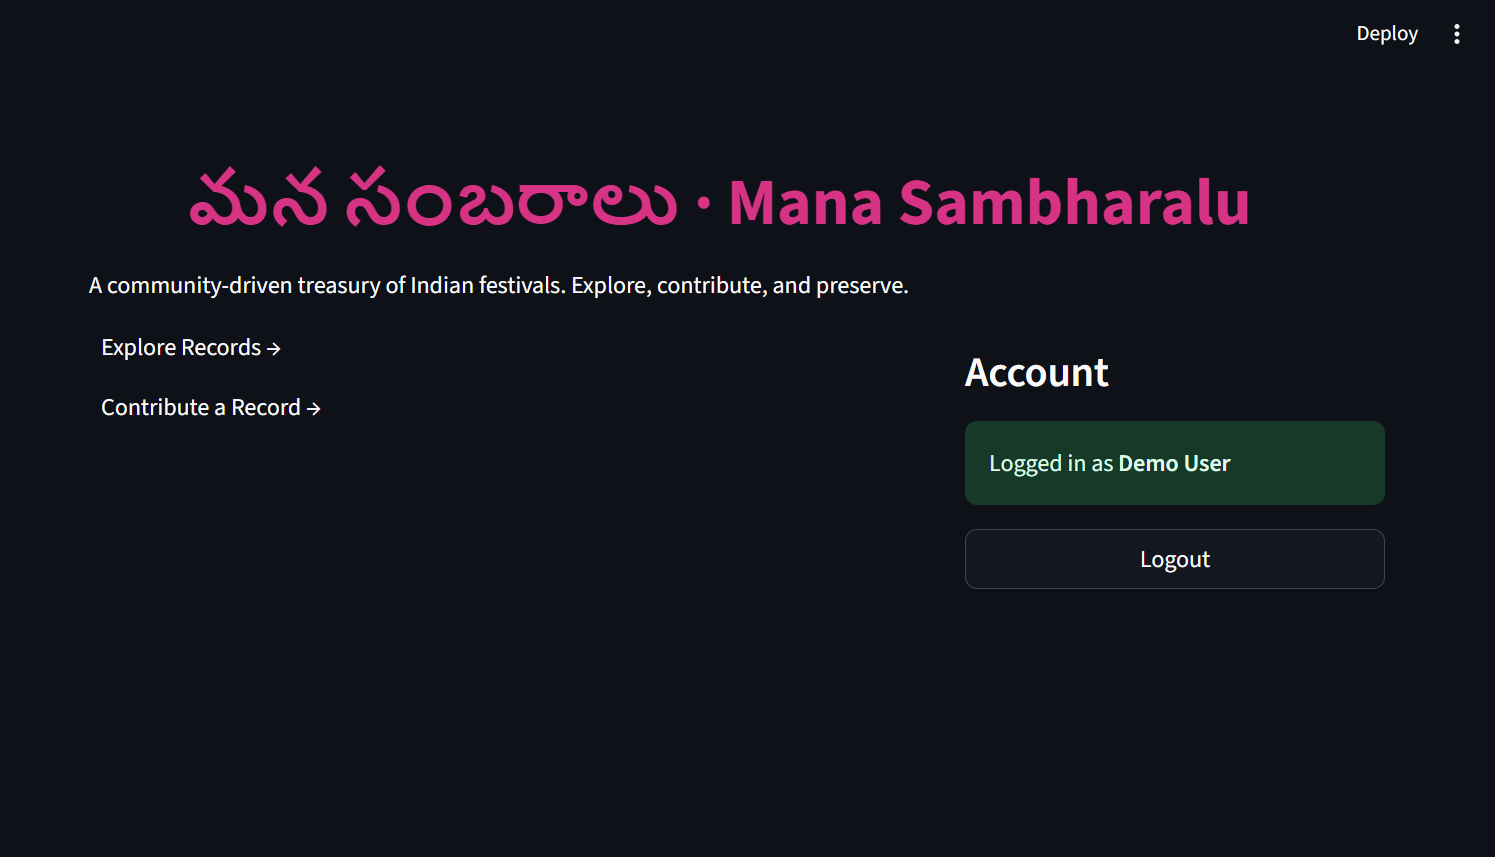 Deploy
మన సంబరాలు · Mana Sambharalu
A community-driven treasury of Indian festivals. Explore, contribute, and preserve.
Explore Records →
Contribute a Record →
Account
Logged in as Demo User
Logout